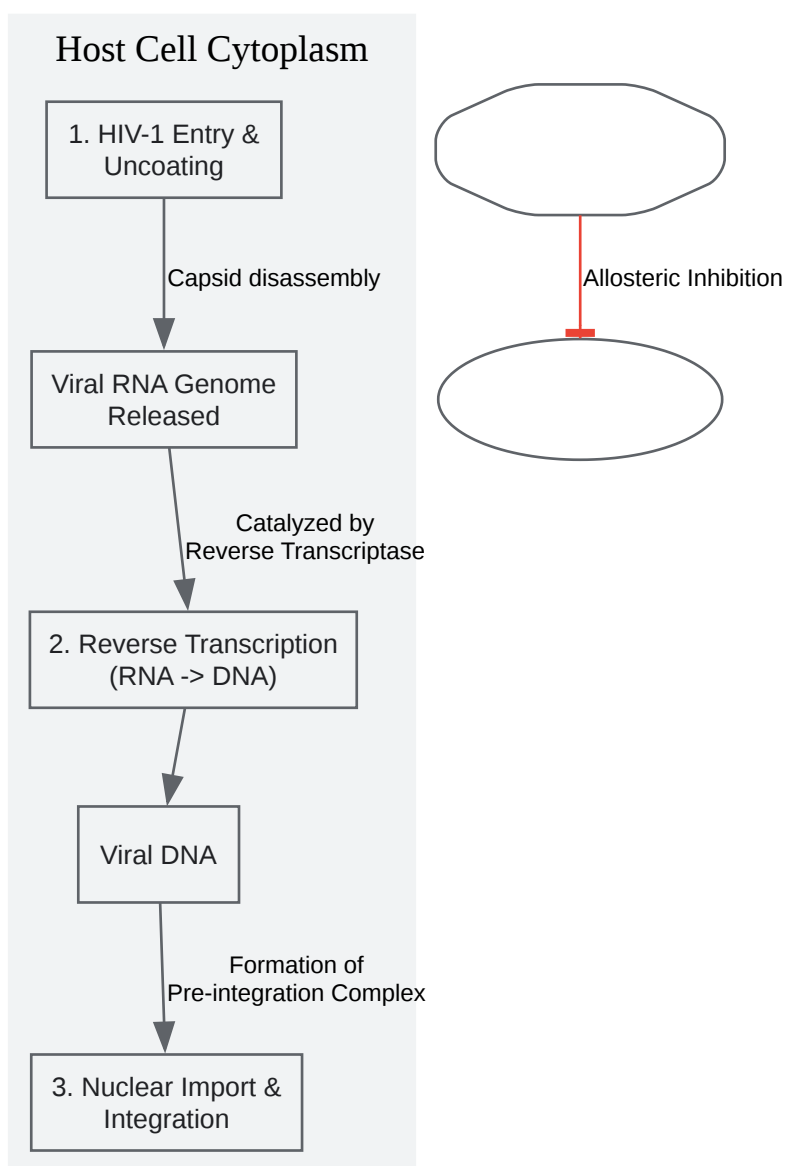 Host Cell Cytoplasm
1. HIV-1 Entry &
Uncoating
Capsid disassembly
Allosteric Inhibition
Viral RNA Genome
Released
Catalyzed by
Reverse Transcriptase
2. Reverse Transcription
(RNA -> DNA)
Viral DNA
Formation of
Pre-integration Complex
3. Nuclear Import &
Integration